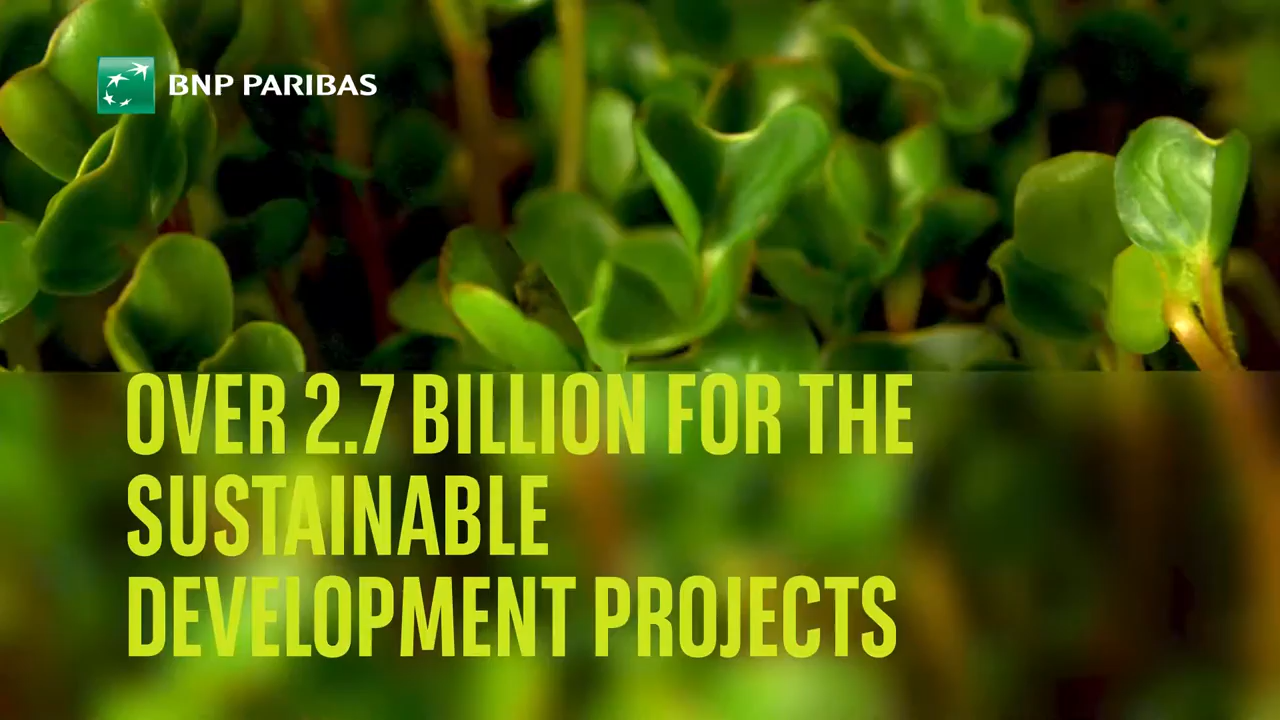 BNP PARIBAS
OVER 2.7 BILLION FOR THE
SUSTAINABLE
DEVELOPMENT PROJECTS